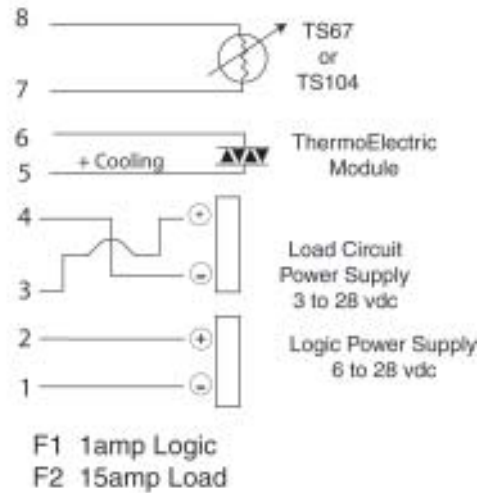 8
TS67
or
7
TS104
6
ThermoElectric
Module
5
+ Cooling
4
+
Load Circuit
Power Supply
3 to 28 vdc
3
-
2
+
Logic Power Supply
6 to 28 vdc
1
-
F1 1amp Logic
F2 15amp Load